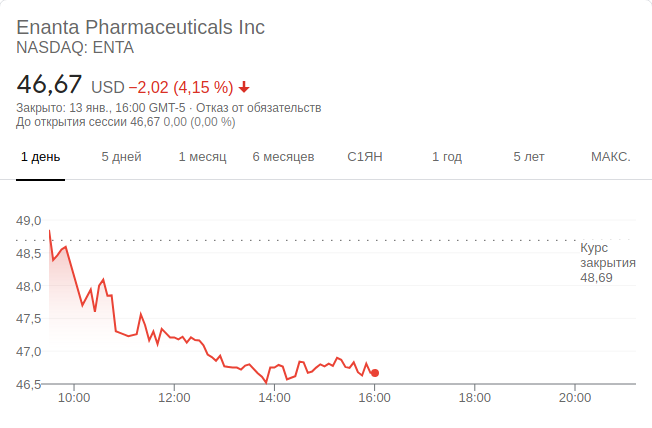 Enanta Pharmaceuticals Inc
NASDAQ: ENTA
46,67 USD −2,02 (4,15 %)
Закрыто: 13 янв., 16:00 GMT-5 · Отказ от обязательств
До открытия сессии 46,67 0,00 (0,00 %)
1 день 5 дней 1 месяц 6 месяцев С1ЯН 1 год 5 лет МАКС.
49,0
48,5
48,0
47,5
47,0
46,5
Курс
закрытия
48,69
10:00 12:00 14:00 16:00 18:00 20:00